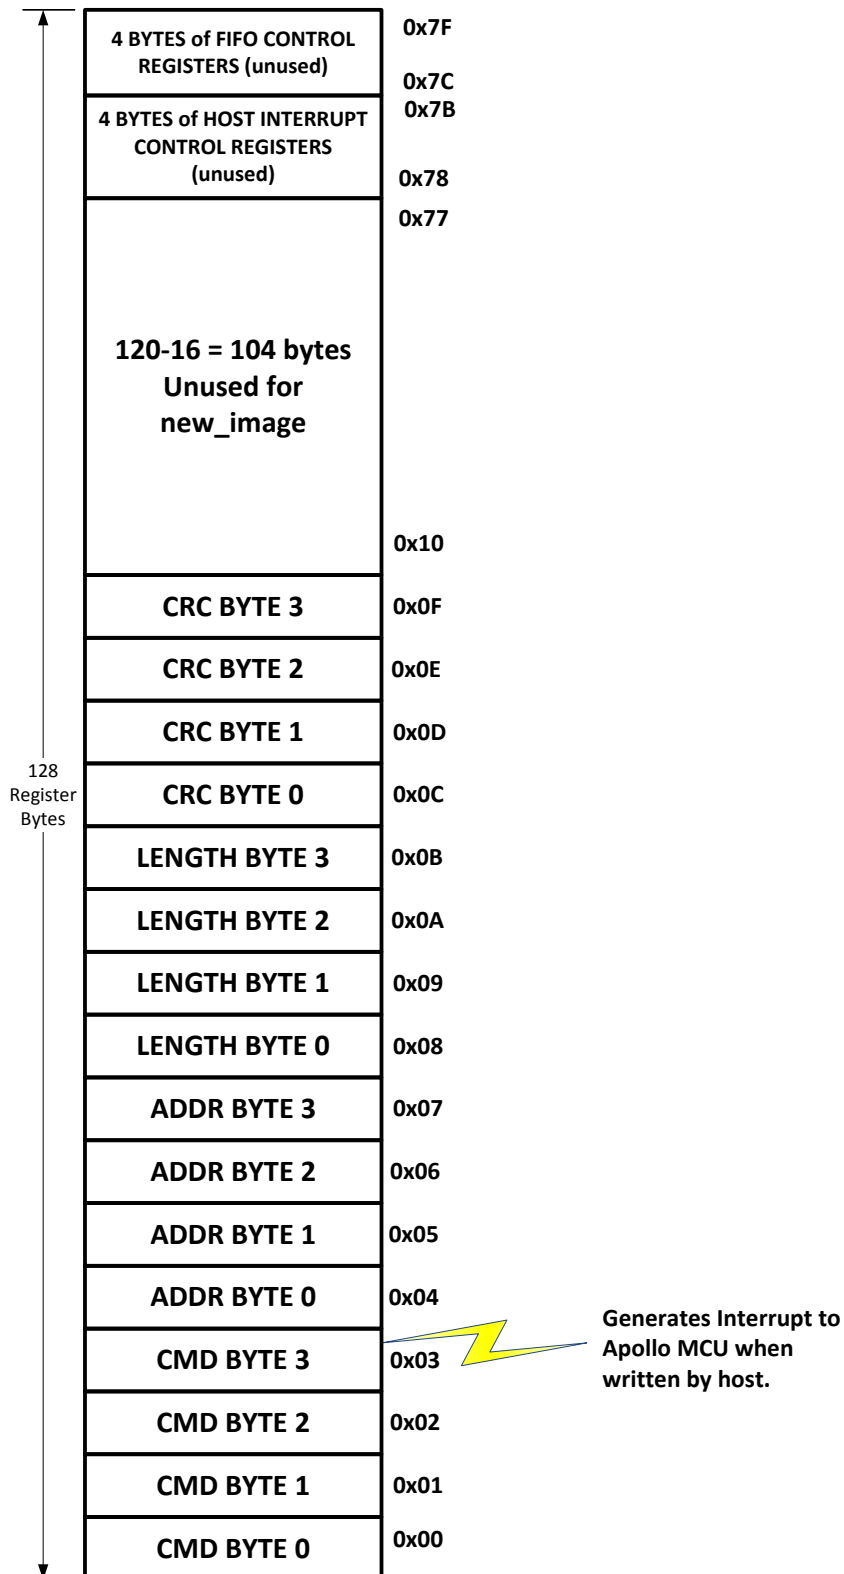 4 BYTES of FIFO CONTROL
REGISTERS (unused)
0x7F
0x7C
4 BYTES of HOST INTERRUPT
CONTROL REGISTERS
(unused)
0x7B
0x78
0x77
120-16 = 104 bytes
Unused for
new_image
0x10
CRC BYTE 3
0x0F
CRC BYTE 2
0x0E
CRC BYTE 1
0x0D
128
Register
Bytes
CRC BYTE 0
0x0C
LENGTH BYTE 3
0x0B
LENGTH BYTE 2
0x0A
LENGTH BYTE 1
0x09
LENGTH BYTE 0
0x08
ADDR BYTE 3
0x07
ADDR BYTE 2
0x06
ADDR BYTE 1
0x05
ADDR BYTE 0
0x04
CMD BYTE 3
0x03
Generates Interrupt to
Apollo MCU when
written by host.
CMD BYTE 2
0x02
CMD BYTE 1
0x01
CMD BYTE 0
0x00